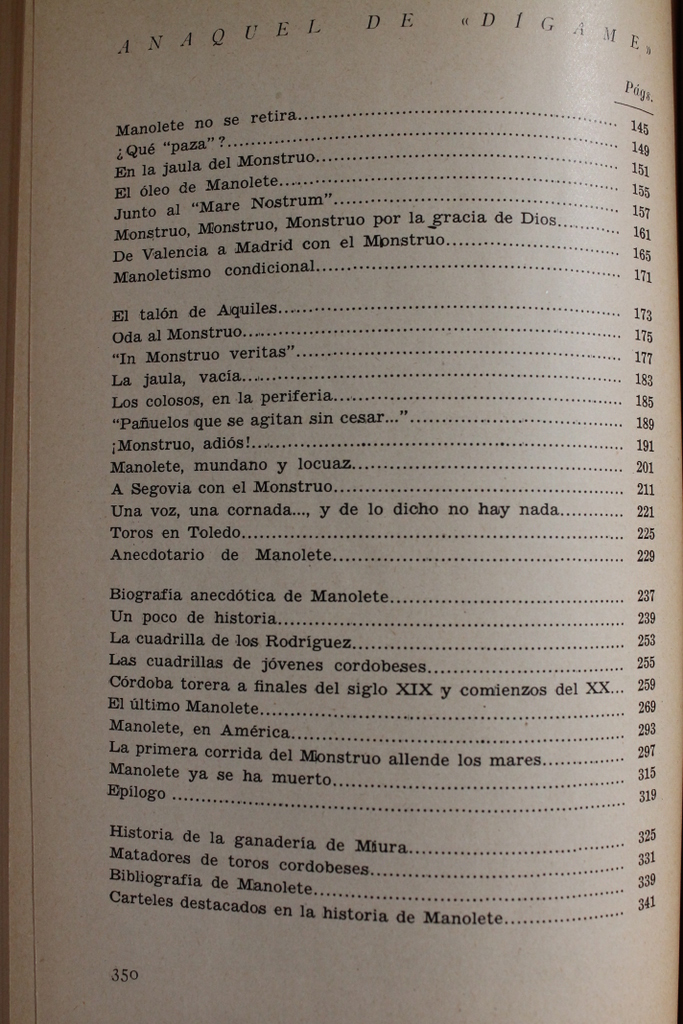 ANAQUEL DE «DÍGAME»
Págs.
Manolete no se retira.......... 145
¿Qué "paza"?.......... 149
En la jaula del Monstruo.......... 151
El óleo de Manolete.......... 155
Junto al "Mare Nostrum".......... 157
Monstruo, Monstruo, Monstruo por la gracia de Dios.......... 161
De Valencia a Madrid con el Monstruo.......... 165
Manoletismo condicional.......... 171
El talón de Aquiles.......... 173
Oda al Monstruo.......... 175
"In Monstruo veritas".......... 177
La jaula, vacía.......... 183
Los colosos, en la periferia.......... 185
"Pañuelos que se agitan sin cesar...".......... 189
¡Monstruo, adiós!.......... 191
Manolete, mundano y locuaz.......... 201
A Segovia con el Monstruo.......... 211
Una voz, una cornada..., y de lo dicho no hay nada.......... 221
Toros en Toledo.......... 225
Anecdotario de Manolete.......... 229
Biografía anecdótica de Manolete.......... 237
Un poco de historia.......... 239
La cuadrilla de los Rodríguez.......... 253
Las cuadrillas de jóvenes cordobeses.......... 255
Córdoba torera a finales del siglo XIX y comienzos del XX... 259
El último Manolete.......... 269
Manolete, en América.......... 293
La primera corrida del Monstruo allende los mares.......... 297
Manolete ya se ha muerto.......... 315
Epílogo .......... 319
Historia de la ganadería de Miura.......... 325
Matadores de toros cordobeses.......... 331
Bibliografía de Manolete.......... 339
Carteles destacados en la historia de Manolete.......... 341
350